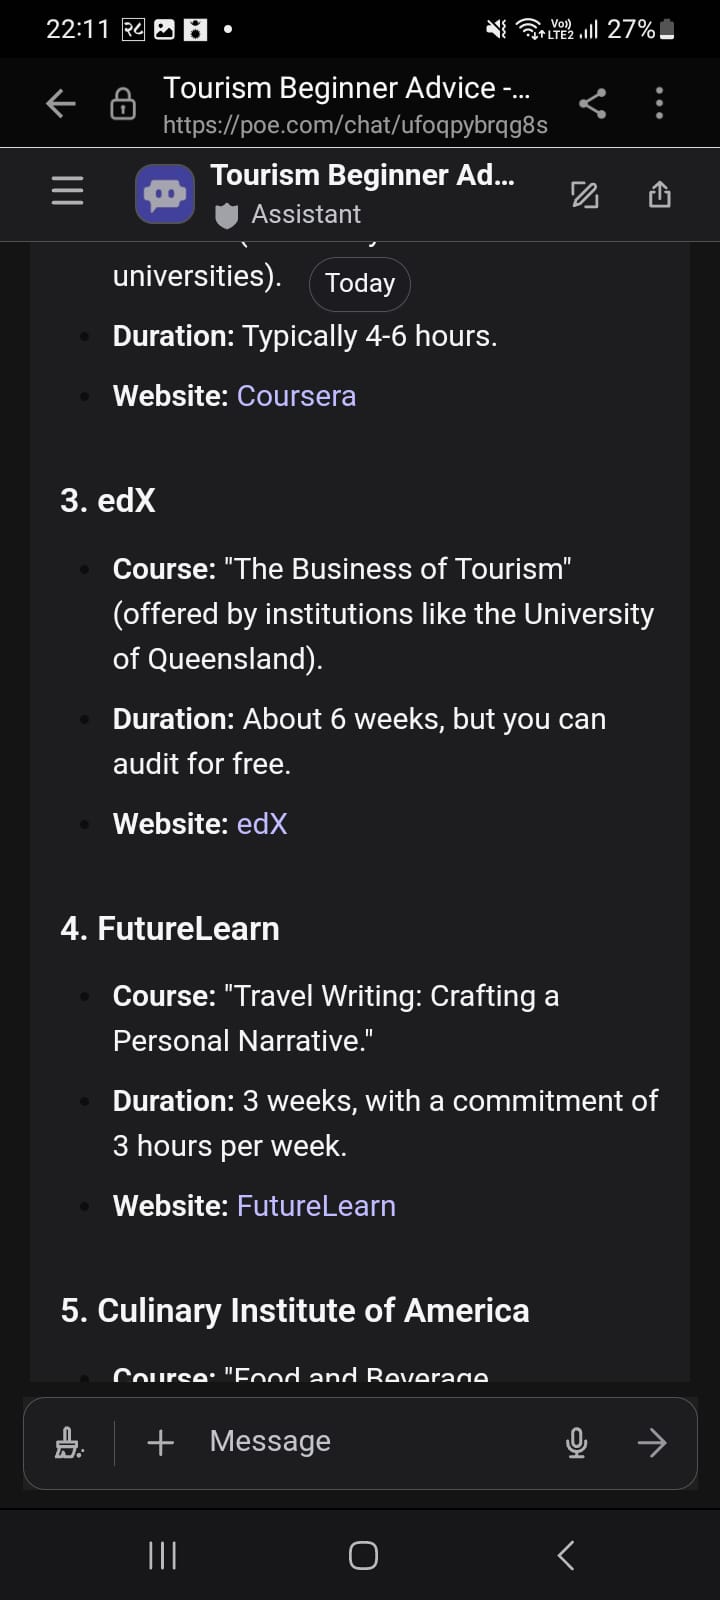 22:11
Vo))
LTE2
27%
Tourism Beginner Advice -...
https://poe.com/chat/ufoqpybrqg8s
Tourism Beginner Ad...
Assistant
universities).
Today
Duration: Typically 4-6 hours.
Website: Coursera
3. edX
Course: "The Business of Tourism"
(offered by institutions like the University
of Queensland).
Duration: About 6 weeks, but you can
audit for free.
Website: edX
4. FutureLearn
Course: "Travel Writing: Crafting a
Personal Narrative."
Duration: 3 weeks, with a commitment of
3 hours per week.
Website: FutureLearn
5. Culinary Institute of America
Course: "Food and Beverage
Message